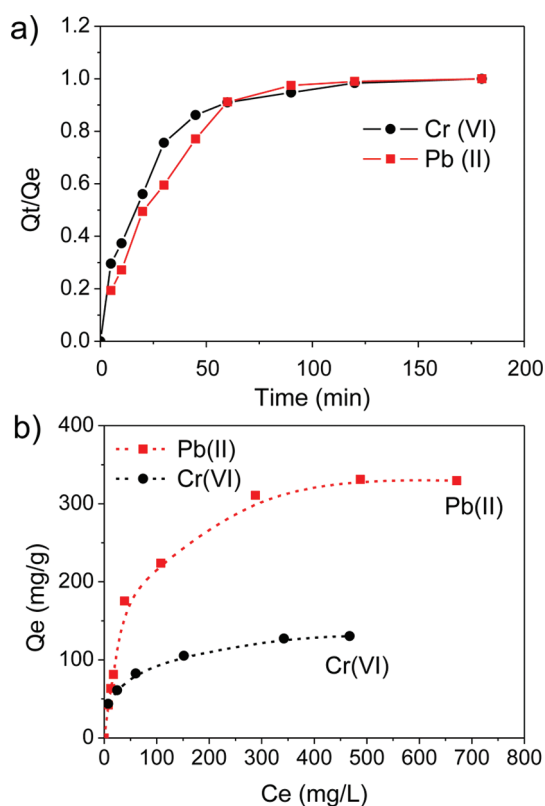 a)
1.2
1.0
0.8
0.6
0.4
0.2
0.0
Qt/Qe
Cr (VI)
Pb (II)
0 50 100 150 200
Time (min)
b)
400
300
200
100
0
Qe (mg/g)
Pb(II)
Cr(VI)
Pb(II)
Cr(VI)
0 100 200 300 400 500 600 700 800
Ce (mg/L)